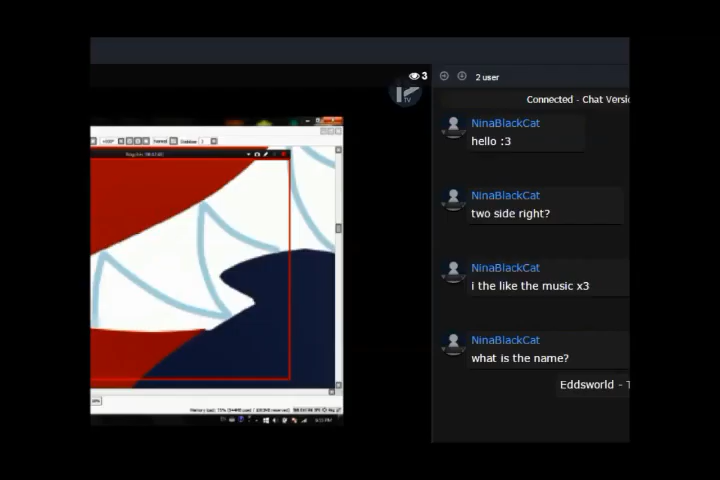 3
TV
2 user
Connected - Chat Versio
NinaBlackCat
hello :3
NinaBlackCat
two side right?
NinaBlackCat
i the like the music x3
NinaBlackCat
what is the name?
Eddsworld - T